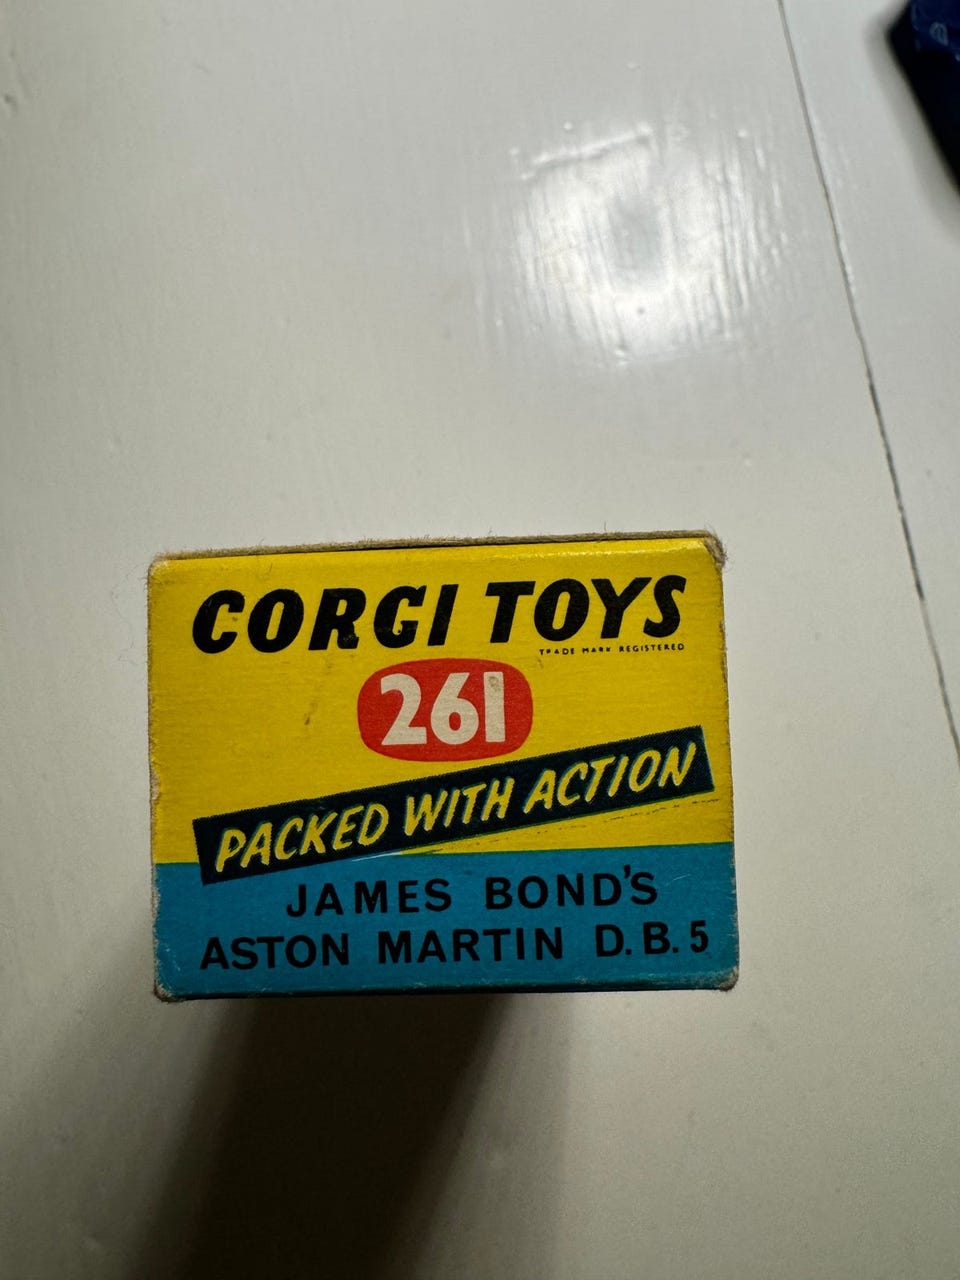 CORGI TOYS
TRADE MARK REGISTERED
261
PACKED WITH ACTION
JAMES BOND'S
ASTON MARTIN D.B.5